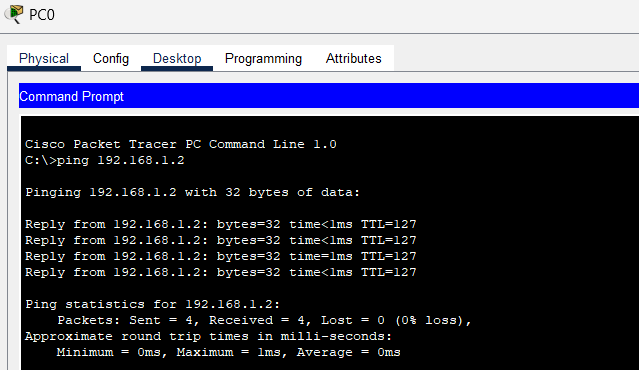 PC0
Physical Config Desktop Programming Attributes
Command Prompt
Cisco Packet Tracer PC Command Line 1.0
C:\>ping 192.168.1.2
Pinging 192.168.1.2 with 32 bytes of data:
Reply from 192.168.1.2: bytes=32 time<1ms TTL=127
Reply from 192.168.1.2: bytes=32 time<1ms TTL=127
Reply from 192.168.1.2: bytes=32 time=1ms TTL=127
Reply from 192.168.1.2: bytes=32 time<1ms TTL=127
Ping statistics for 192.168.1.2:
Packets: Sent = 4, Received = 4, Lost = 0 (0% loss),
Approximate round trip times in milli-seconds:
Minimum = 0ms, Maximum = 1ms, Average = 0ms